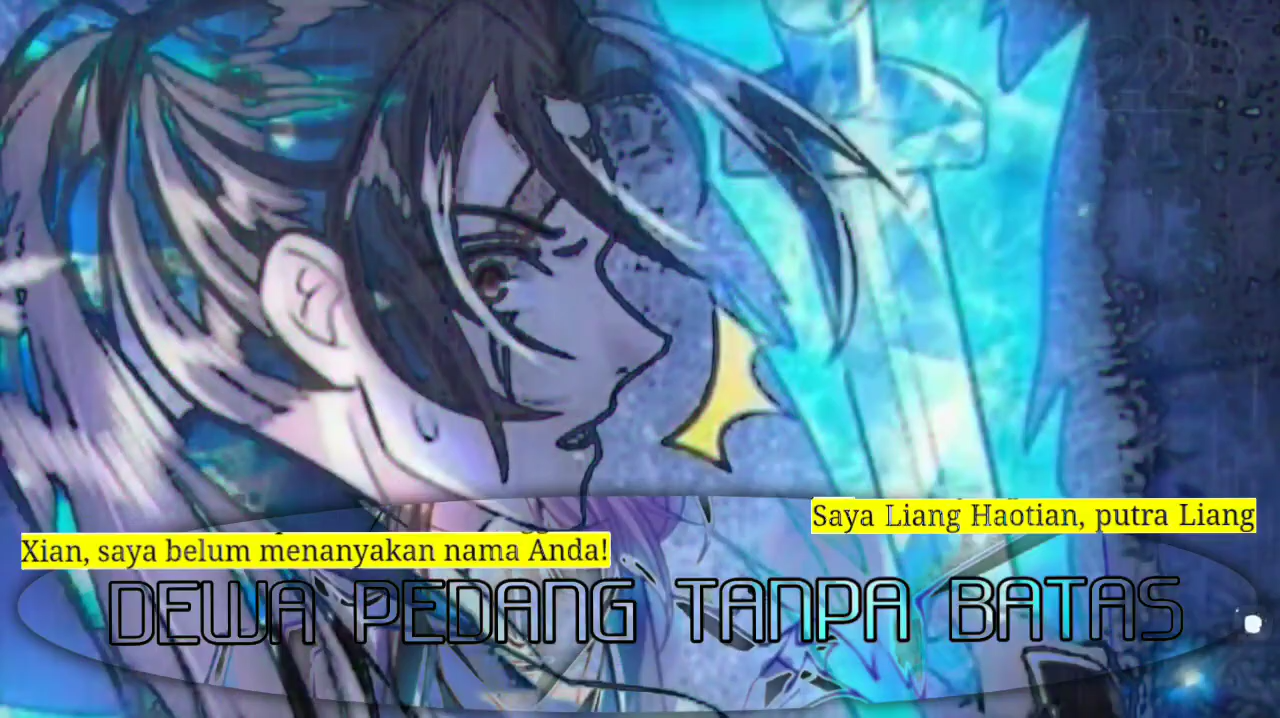 Saya Liang Haotian, putra Liang
Xian, saya belum menanyakan nama Anda!
DEWA PEDANG TANPA BATAS